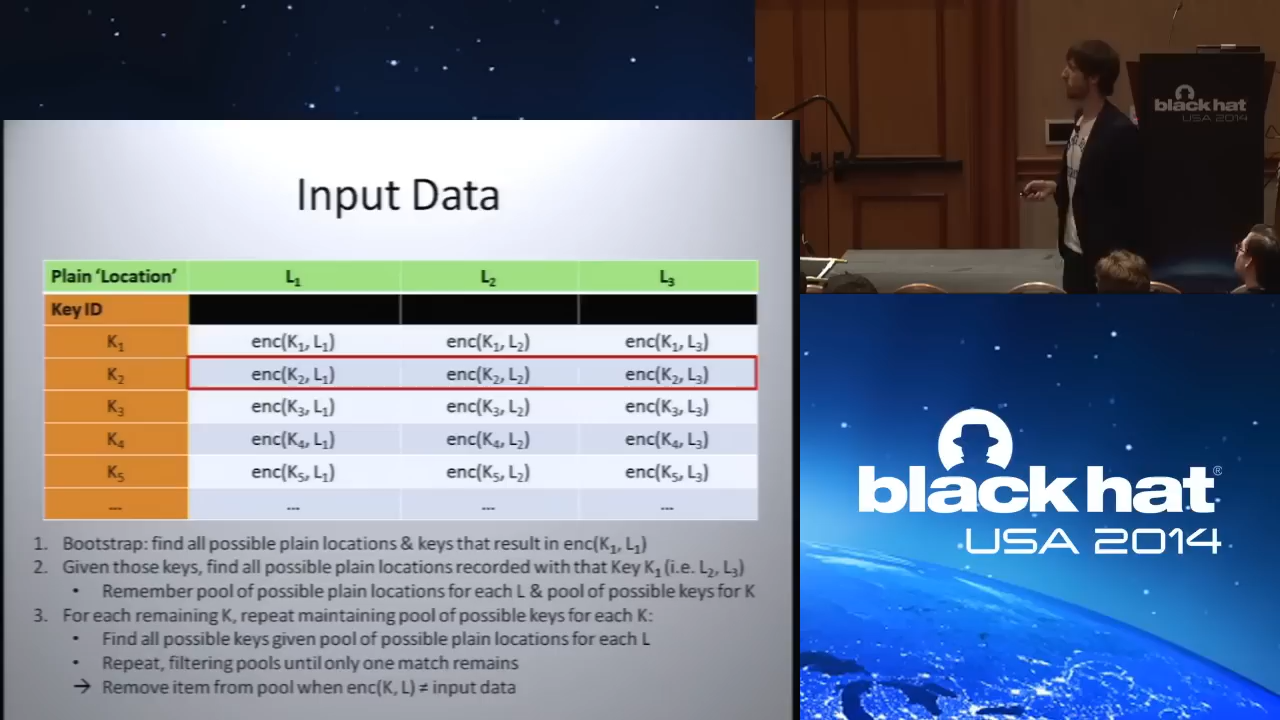 black hat
USA 2014
Input Data
Plain ‘Location’ L₁ L₂ L₃
Key ID
K₁ enc(K₁, L₁) enc(K₁, L₂) enc(K₁, L₃)
K₂ enc(K₂, L₁) enc(K₂, L₂) enc(K₂, L₃)
K₃ enc(K₃, L₁) enc(K₃, L₂) enc(K₃, L₃)
K₄ enc(K₄, L₁) enc(K₄, L₂) enc(K₄, L₃)
K₅ enc(K₅, L₁) enc(K₅, L₂) enc(K₅, L₃)
... ... ... ...
1. Bootstrap: find all possible plain locations & keys that result in enc(K₁, L₁)
2. Given those keys, find all possible plain locations recorded with that Key K₁ (i.e. L₂, L₃)
• Remember pool of possible plain locations for each L & pool of possible keys for K
3. For each remaining K, repeat maintaining pool of possible keys for each K:
• Find all possible keys given pool of possible plain locations for each L
• Repeat, filtering pools until only one match remains
→ Remove item from pool when enc(K, L) ≠ input data
black hat®
USA 2014